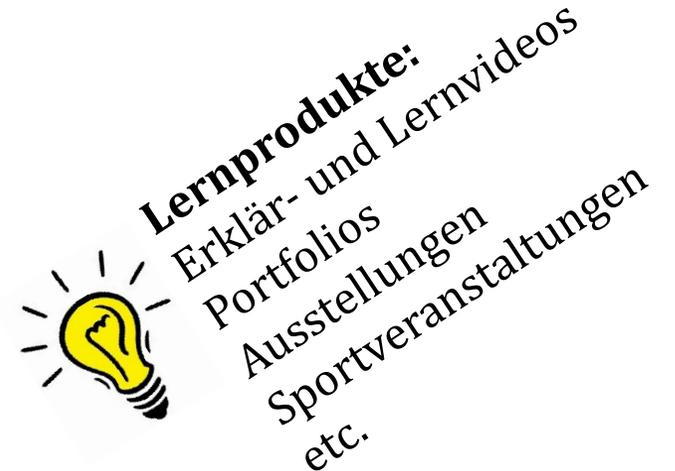 Lernprodukte:
Erklär- und Lernvideos
Portfolios
Ausstellungen
Sportveranstaltungen
etc.